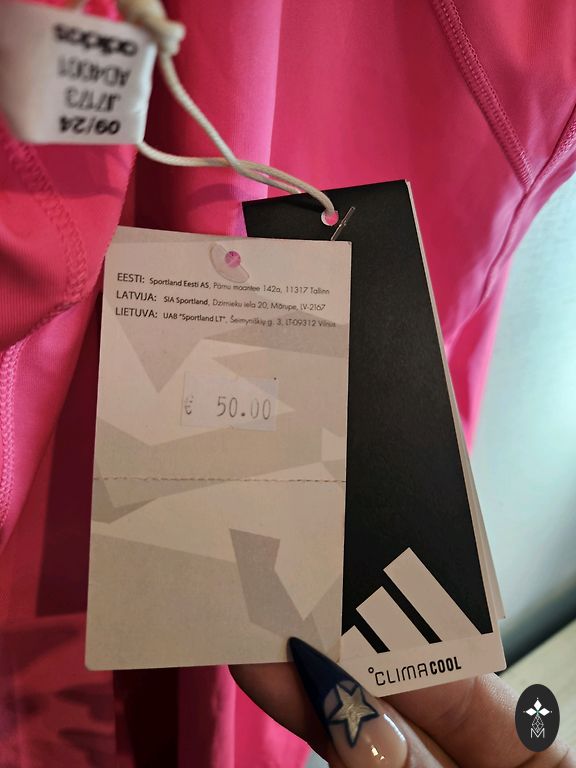 adidas
AD4001
JI7173
09/24
EESTI: Sportland Eesti AS, Pärnu maantee 142a, 11317 Tallinn
LATVIJA: SIA Sportland, Dzirnieku iela 20, Mārupe, LV-2167
LIETUVA: UAB "Sportland LT", Šeimyniškių g. 3, LT-09312 Vilnius
€ 50.00
°CLIMACOOL
M